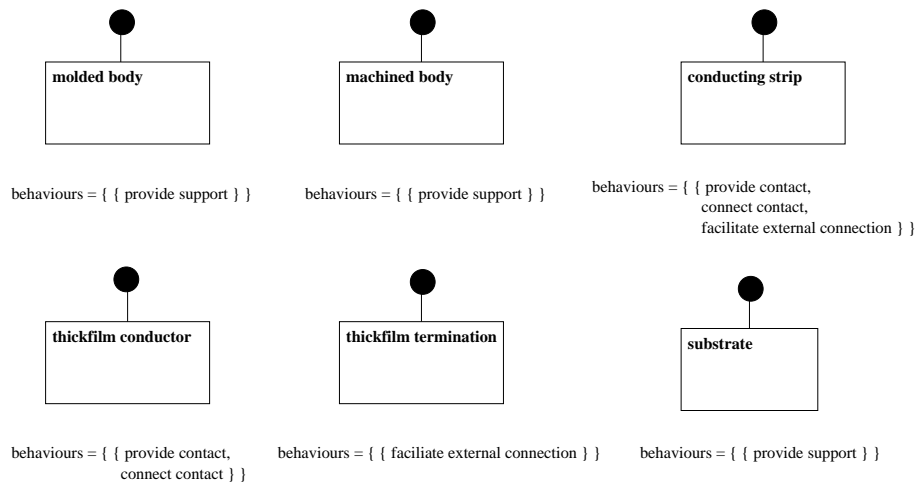 molded body
machined body
conducting strip
behaviours = { { provide support } }
behaviours = { { provide support } }
behaviours = { { provide contact,
connect contact,
facilitate external connection } }
thickfilm conductor
thickfilm termination
substrate
behaviours = { { provide contact,
connect contact } }
behaviours = { { faciliate external connection } }
behaviours = { { provide support } }